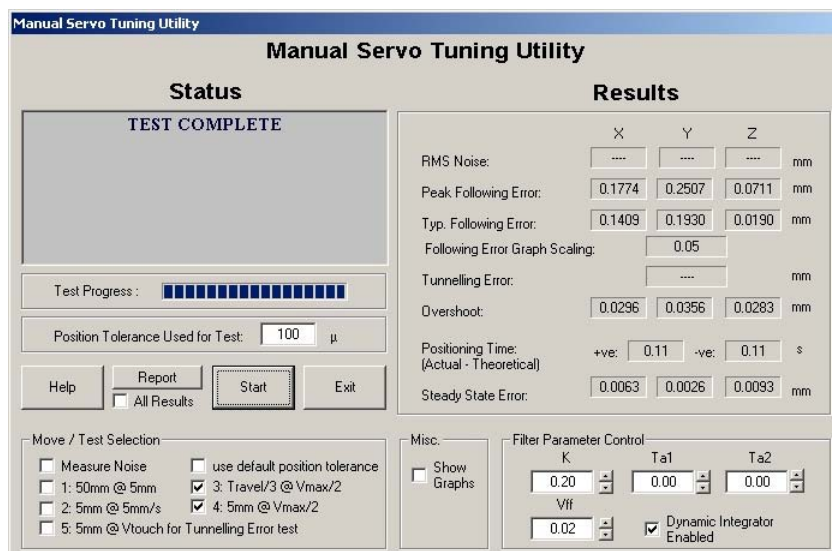 Manual Servo Tuning Utility
Manual Servo Tuning Utility
Status
TEST COMPLETE
Test Progress :
Position Tolerance Used for Test: 100 µ
Help
Report
All Results
Start
Exit
Results
X Y Z
RMS Noise: ---- ---- ---- mm
Peak Following Error: 0.1774 0.2507 0.0711 mm
Typ. Following Error: 0.1409 0.1930 0.0190 mm
Following Error Graph Scaling: 0.05
Tunnelling Error: ---- mm
Overshoot: 0.0296 0.0356 0.0283 mm
Positioning Time: +ve: 0.11 -ve: 0.11 s
(Actual - Theoretical)
Steady State Error: 0.0063 0.0026 0.0093 mm
Move / Test Selection
Measure Noise use default position tolerance
1: 50mm @ 5mm 3: Travel/3 @ Vmax/2
2: 5mm @ 5mm/s 4: 5mm @ Vmax/2
5: 5mm @ Vtouch for Tunnelling Error test
Misc.
Show
Graphs
Filter Parameter Control
K Ta1 Ta2
0.20 0.00 0.00
Vff
0.02
Dynamic Integrator
Enabled